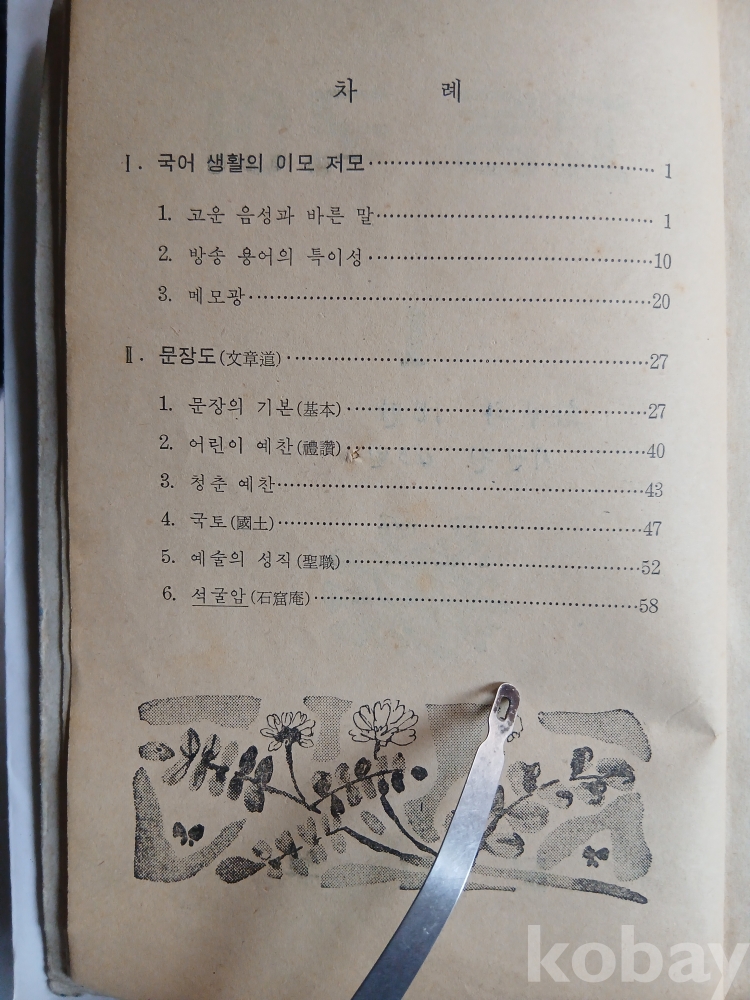 차 례
Ⅰ. 국어 생활의 이모 저모 1
1. 고운 음성과 바른 말 1
2. 방송 용어의 특이성 10
3. 메모광 20
Ⅱ. 문장도(文章道) 27
1. 문장의 기본(基本) 27
2. 어린이 예찬(禮讚) 40
3. 청춘 예찬 43
4. 국토(國土) 47
5. 예술의 성직(聖職) 52
6. 석굴암(石窟庵) 58
kobay